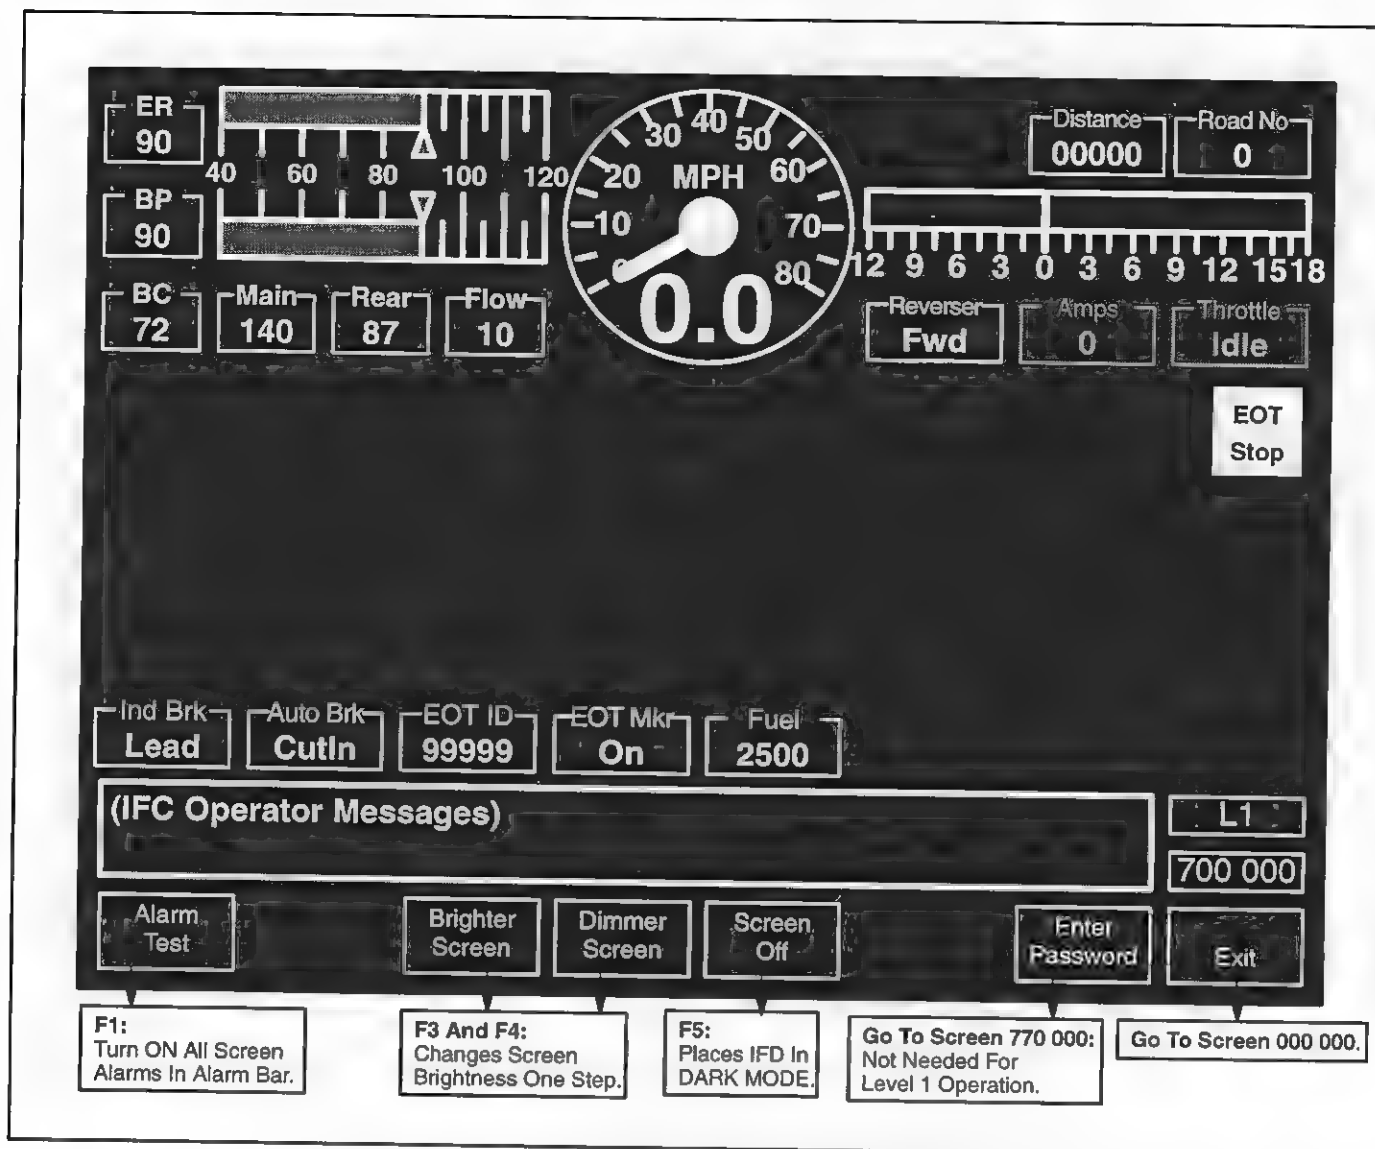 ER
90
40 60 80 100 120
BP
90
BC
72
Main
140
Rear
87
Flow
10
0 10 20 30 40 50 60 70 80
MPH
0.0
Distance
00000
Road No
0
12 9 6 3 0 3 6 9 12 15 18
Reverser
Fwd
Amps
0
Throttle
Idle
EOT
Stop
Ind Brk
Lead
Auto Brk
CutIn
EOT ID
99999
EOT Mkr
On
Fuel
2500
(IFC Operator Messages)
L1
700 000
Alarm
Test
Brighter
Screen
Dimmer
Screen
Screen
Off
Enter
Password
Exit
F1:
Turn ON All Screen
Alarms In Alarm Bar.
F3 And F4:
Changes Screen
Brightness One Step.
F5:
Places IFD In
DARK MODE.
Go To Screen 770 000:
Not Needed For
Level 1 Operation.
Go To Screen 000 000.